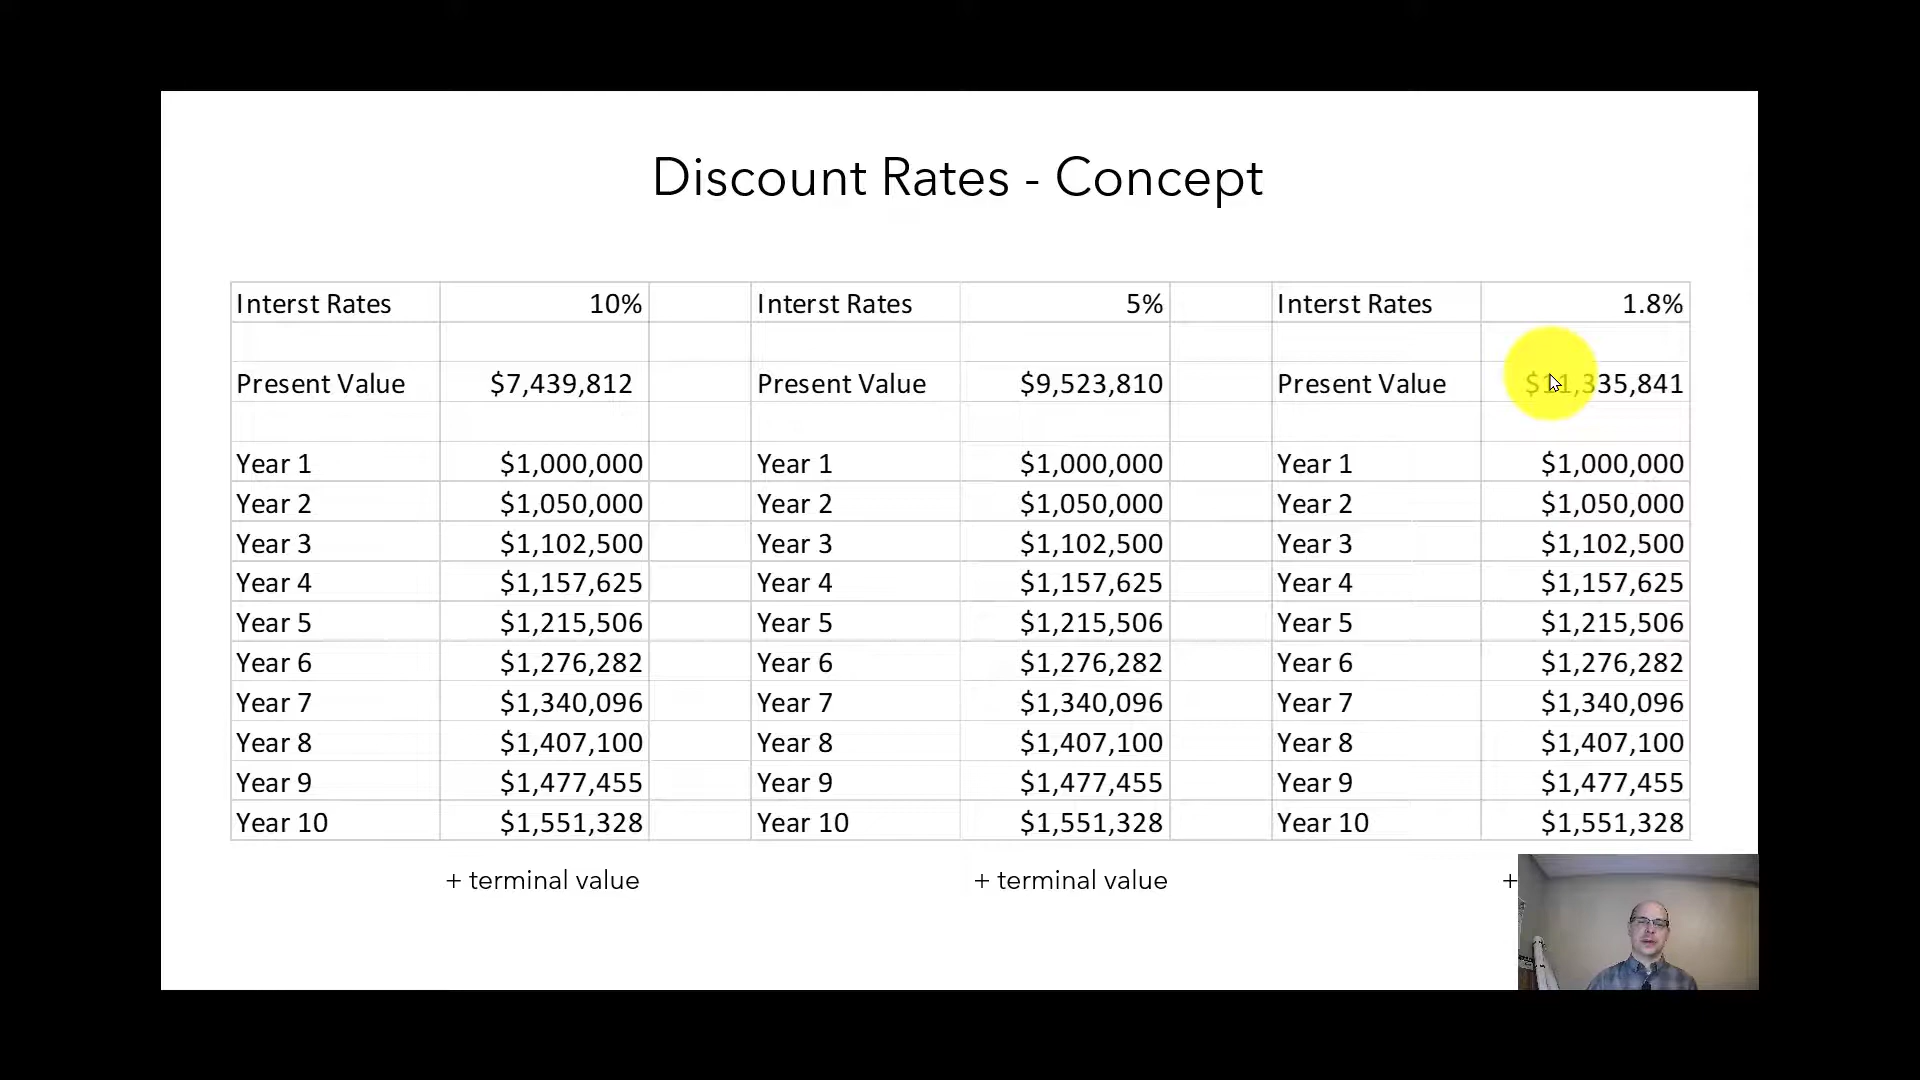 Discount Rates - Concept
Interst Rates 10% Interst Rates 5% Interst Rates 1.8%
Present Value $7,439,812 Present Value $9,523,810 Present Value $11,335,841
Year 1 $1,000,000 Year 1 $1,000,000 Year 1 $1,000,000
Year 2 $1,050,000 Year 2 $1,050,000 Year 2 $1,050,000
Year 3 $1,102,500 Year 3 $1,102,500 Year 3 $1,102,500
Year 4 $1,157,625 Year 4 $1,157,625 Year 4 $1,157,625
Year 5 $1,215,506 Year 5 $1,215,506 Year 5 $1,215,506
Year 6 $1,276,282 Year 6 $1,276,282 Year 6 $1,276,282
Year 7 $1,340,096 Year 7 $1,340,096 Year 7 $1,340,096
Year 8 $1,407,100 Year 8 $1,407,100 Year 8 $1,407,100
Year 9 $1,477,455 Year 9 $1,477,455 Year 9 $1,477,455
Year 10 $1,551,328 Year 10 $1,551,328 Year 10 $1,551,328
+ terminal value + terminal value +